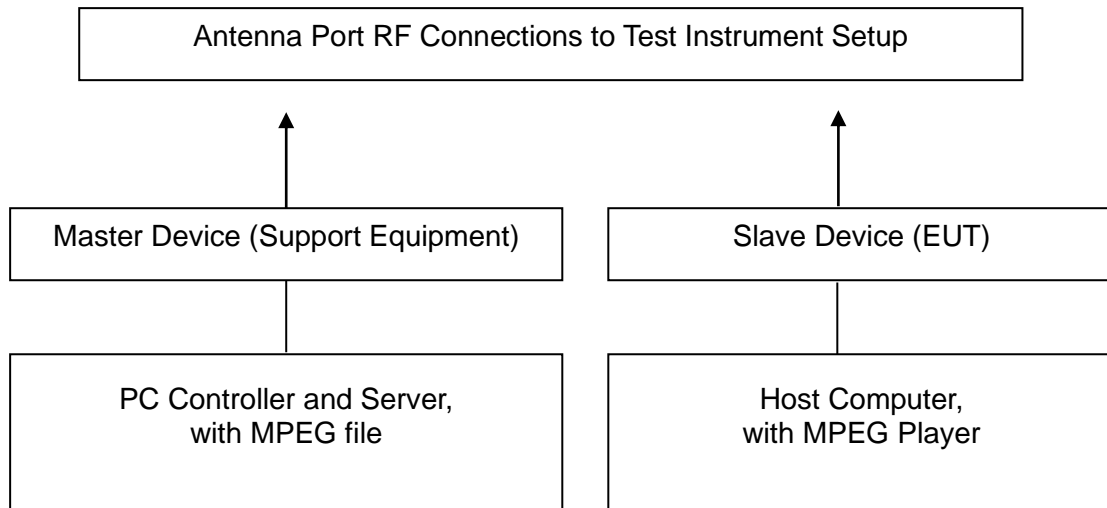 Antenna Port RF Connections to Test Instrument Setup
Master Device (Support Equipment)
Slave Device (EUT)
PC Controller and Server,
with MPEG file
Host Computer,
with MPEG Player